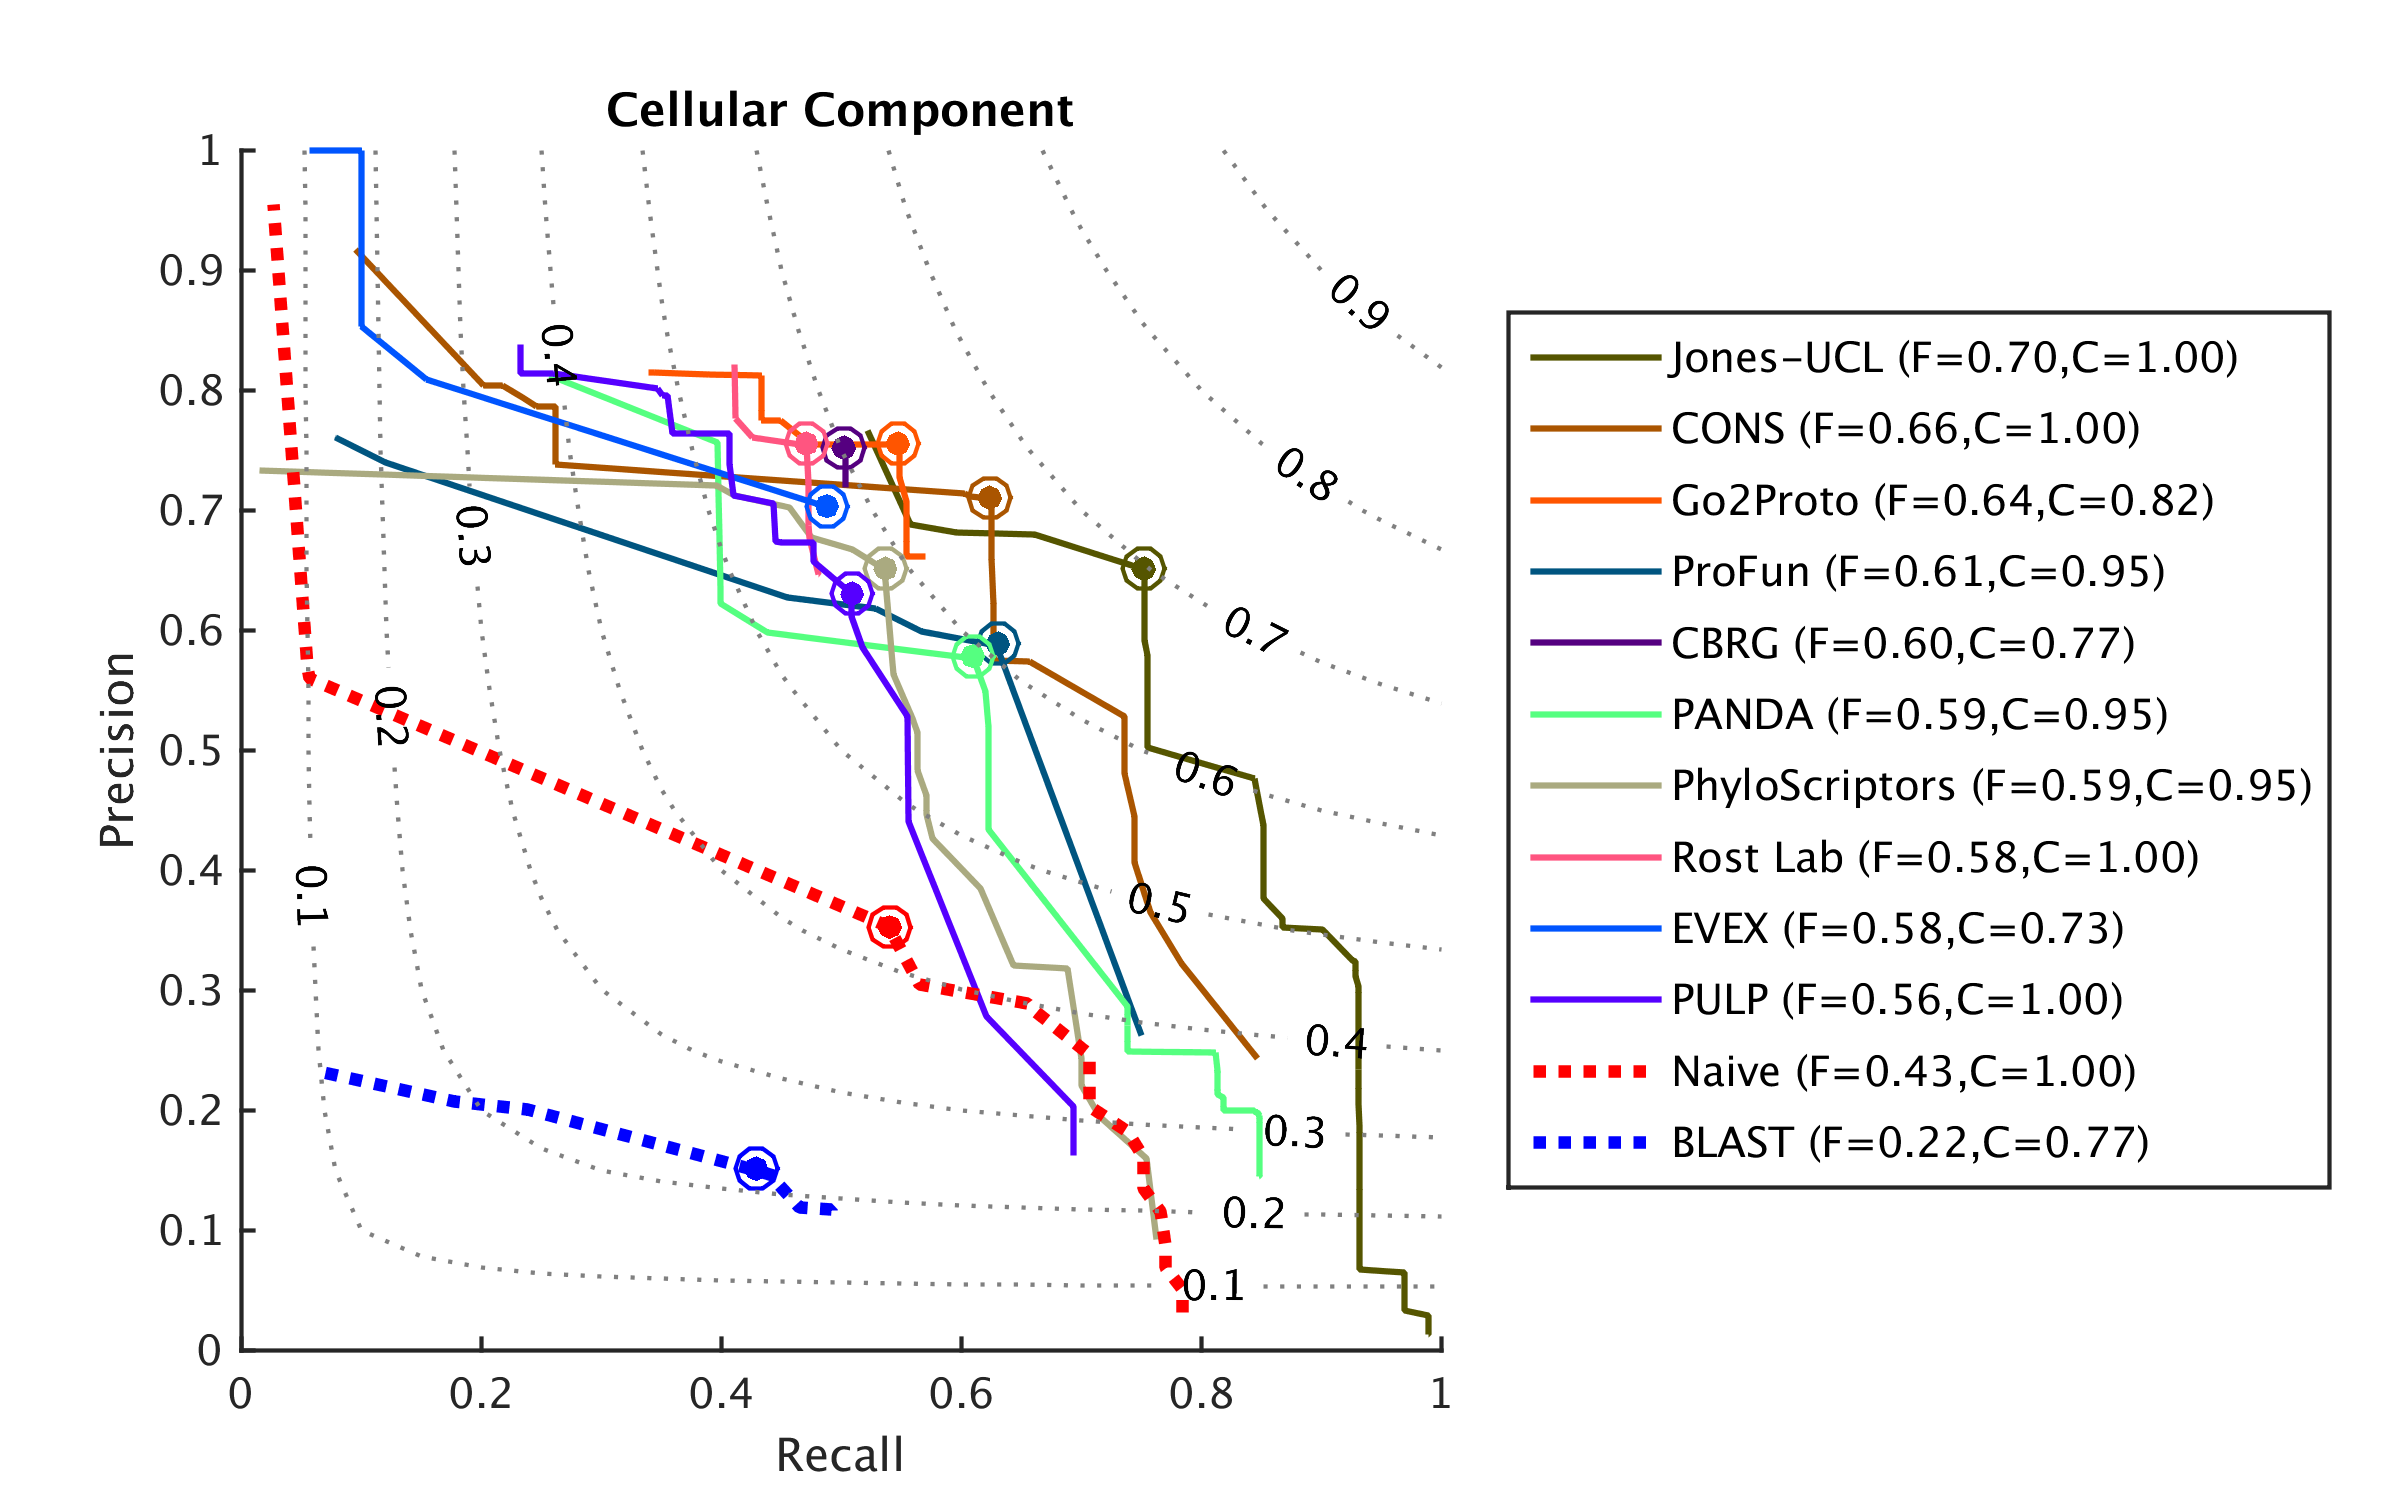 Cellular Component
1
0.9
0.8
0.7
0.6
0.5
0.4
0.3
0.2
0.1
0
Precision
0
0.2
0.4
0.6
0.8
1
Recall
0.4
0.3
0.2
0.1
0.9
0.8
0.7
0.6
0.5
0.4
0.3
0.2
0.1
Jones-UCL (F=0.70,C=1.00)
CONS (F=0.66,C=1.00)
Go2Proto (F=0.64,C=0.82)
ProFun (F=0.61,C=0.95)
CBRG (F=0.60,C=0.77)
PANDA (F=0.59,C=0.95)
PhyloScriptors (F=0.59,C=0.95)
Rost Lab (F=0.58,C=1.00)
EVEX (F=0.58,C=0.73)
PULP (F=0.56,C=1.00)
Naive (F=0.43,C=1.00)
BLAST (F=0.22,C=0.77)